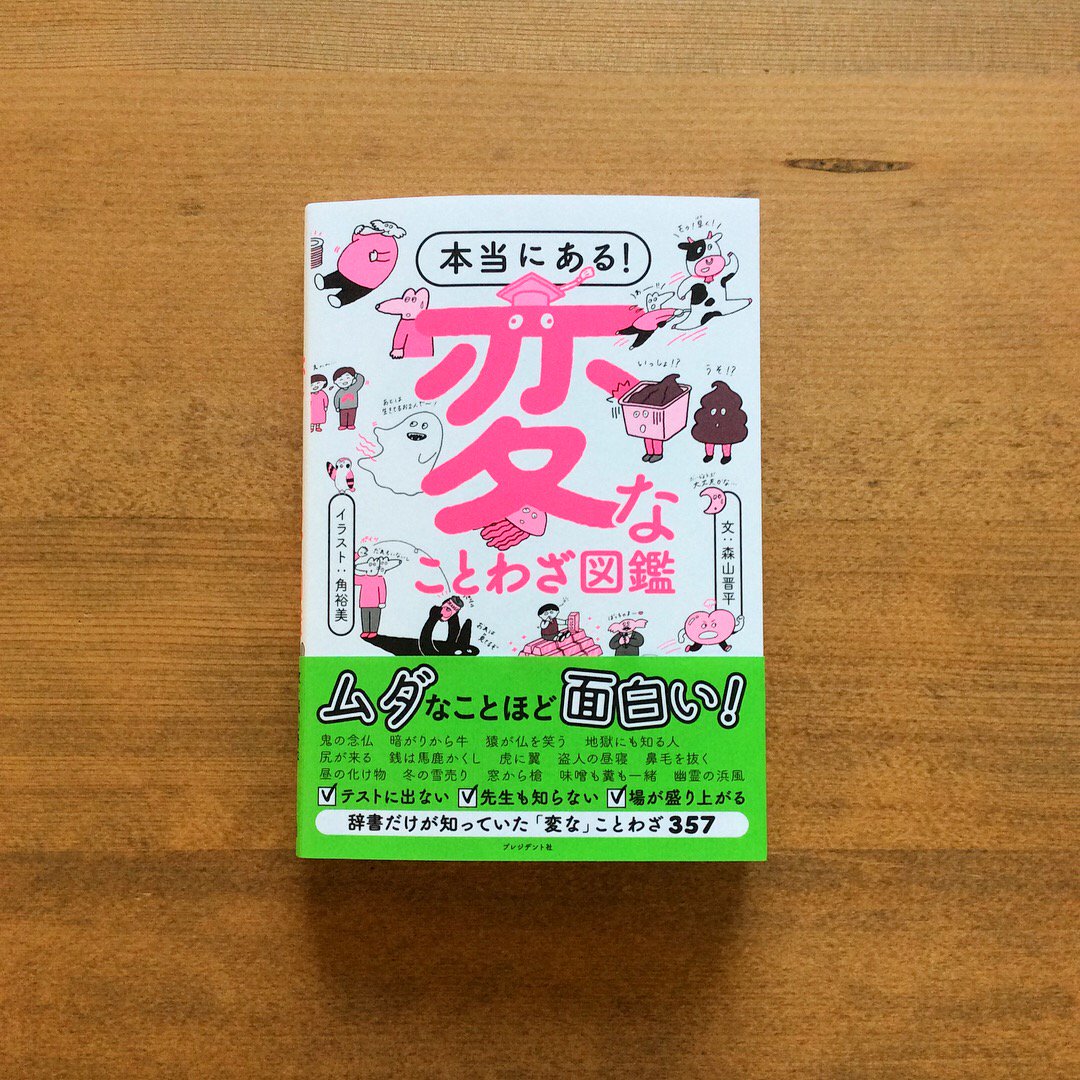 本当にある!
変な
ことわざ図鑑
もっ!早く!
わぁーッ!
いっしょ!?
うそ!?
イラスト:角裕美
文:森山晋平
ムダなことほど面白い!
鬼の念仏 暗がりから牛 猿が仏を笑う 地獄にも知る人
尻が来る 銭は馬鹿かくし 虎に翼 盗人の昼寝 鼻毛を抜く
昼の化け物 冬の雪売り 窓から槍 味噌も糞も一緒 幽霊の浜風
テストに出ない 先生も知らない 場が盛り上がる
辞書だけが知っていた「変な」ことわざ357
プレジデント社